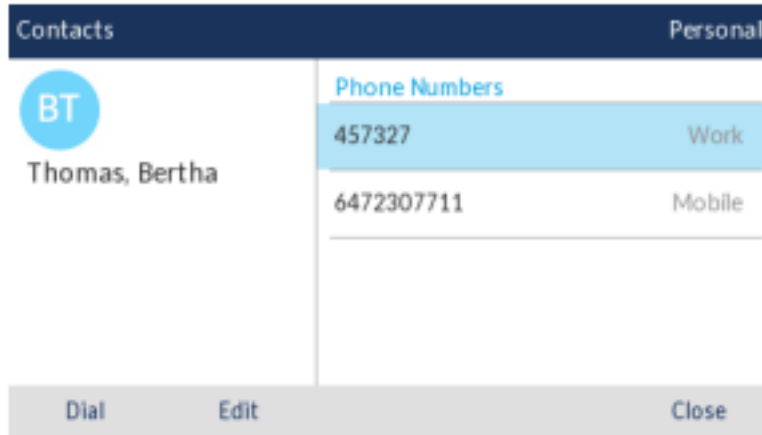 Contacts Personal
BT
Thomas, Bertha
Phone Numbers
457327 Work
6472307711 Mobile
Dial Edit Close